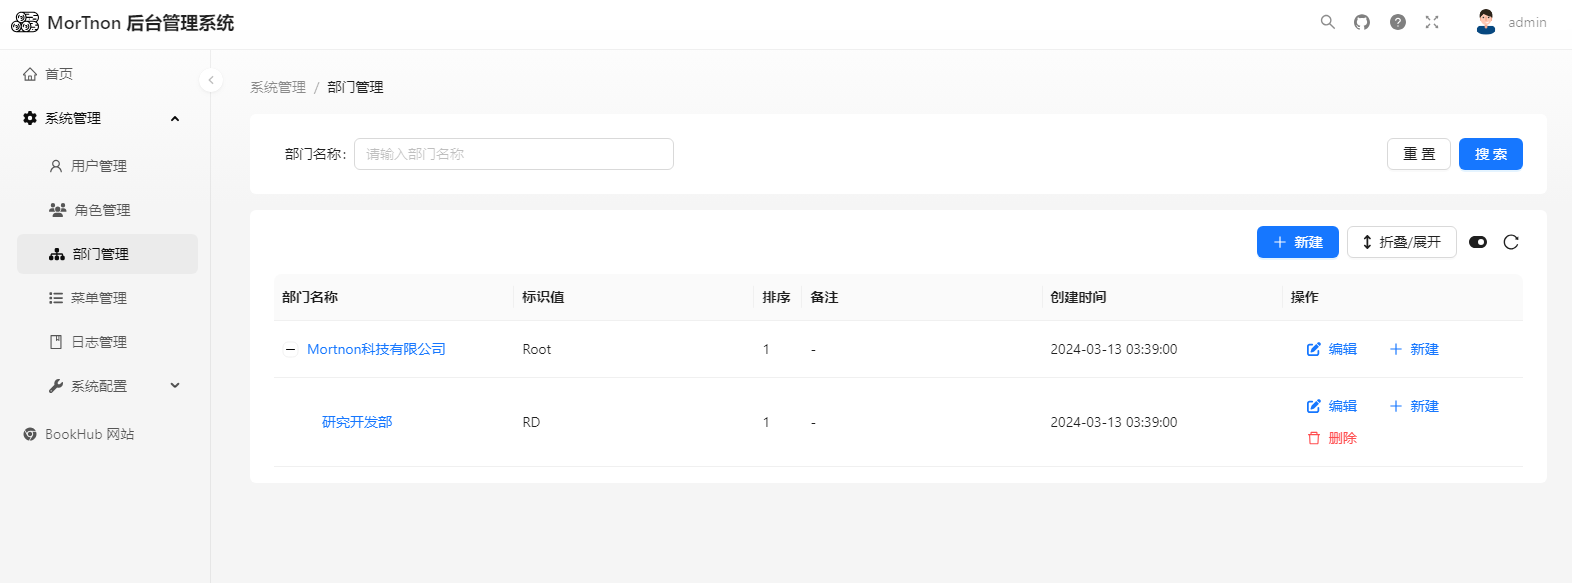 MorTnon 后台管理系统
admin
首页
系统管理
用户管理
角色管理
部门管理
菜单管理
日志管理
系统配置
BookHub 网站
系统管理 / 部门管理
部门名称: 请输入部门名称 重 置 搜 索
新建 折叠/展开
部门名称 标识值 排序 备注 创建时间 操作
Mortnon科技有限公司 Root 1 - 2024-03-13 03:39:00 编辑 新建
研究开发部 RD 1 - 2024-03-13 03:39:00 编辑 新建
删除